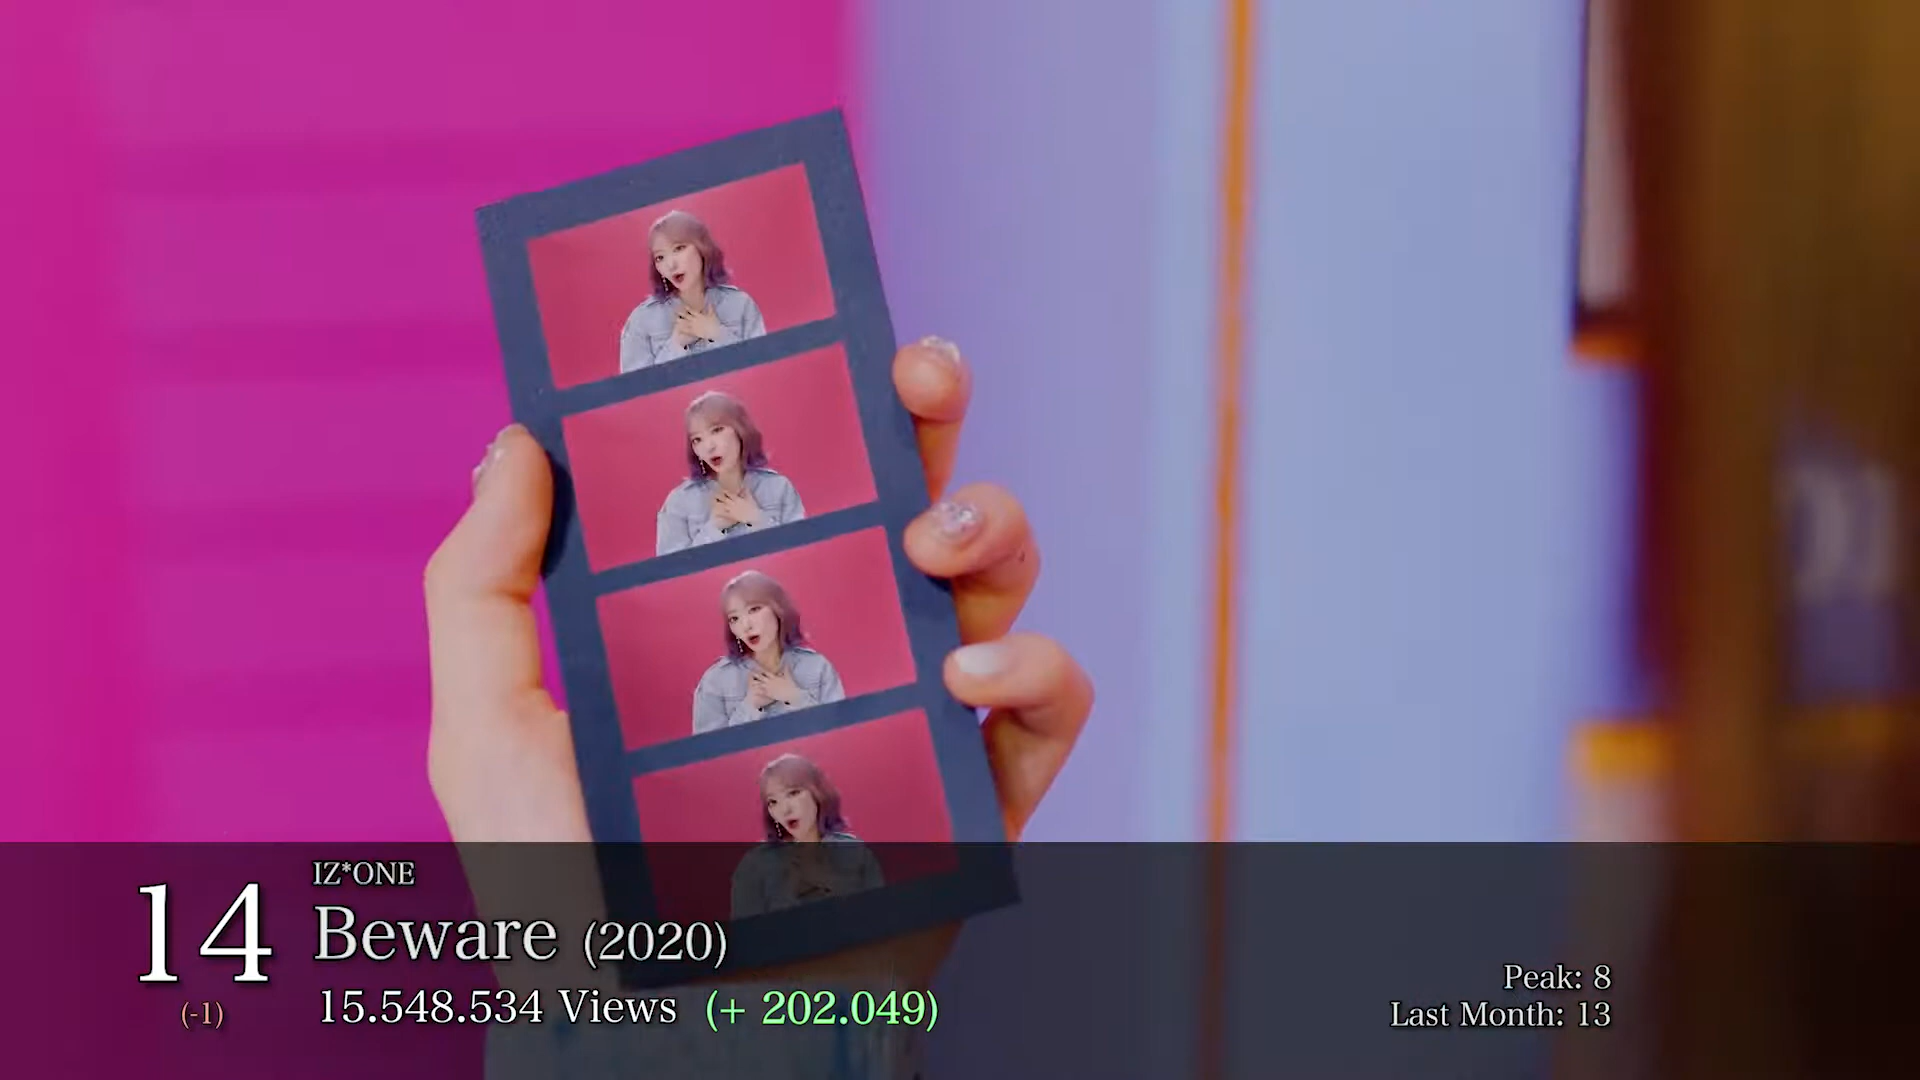 14
(-1)
IZ*ONE
Beware (2020)
15.548.534 Views (+ 202.049)
Peak: 8
Last Month: 13